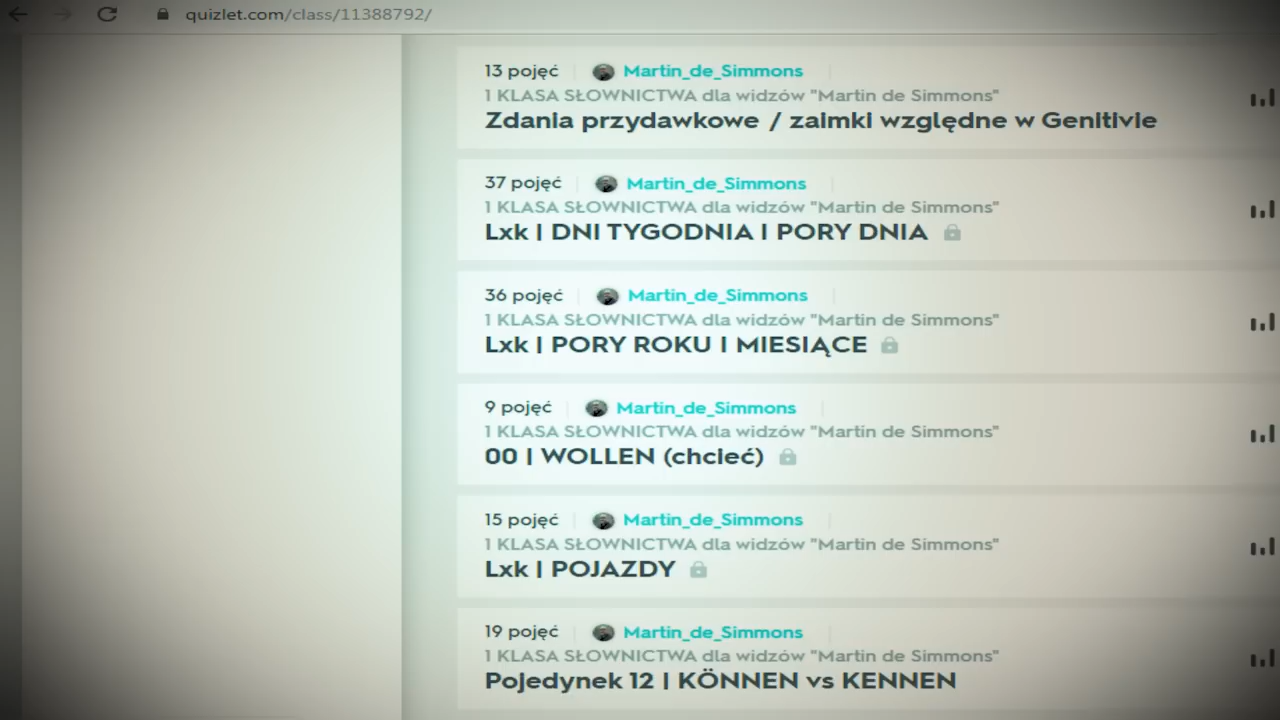 quizlet.com/class/11388792/
13 pojęć Martin_de_Simmons
1 KLASA SŁOWNICTWA dla widzów "Martin de Simmons"
Zdania przydawkowe / zaimki względne w Genitivie
37 pojęć Martin_de_Simmons
1 KLASA SŁOWNICTWA dla widzów "Martin de Simmons"
Lxk | DNI TYGODNIA I PORY DNIA
36 pojęć Martin_de_Simmons
1 KLASA SŁOWNICTWA dla widzów "Martin de Simmons"
Lxk | PORY ROKU I MIESIĄCE
9 pojęć Martin_de_Simmons
1 KLASA SŁOWNICTWA dla widzów "Martin de Simmons"
00 | WOLLEN (chcieć)
15 pojęć Martin_de_Simmons
1 KLASA SŁOWNICTWA dla widzów "Martin de Simmons"
Lxk | POJAZDY
19 pojęć Martin_de_Simmons
1 KLASA SŁOWNICTWA dla widzów "Martin de Simmons"
Pojedynek 12 | KÖNNEN vs KENNEN